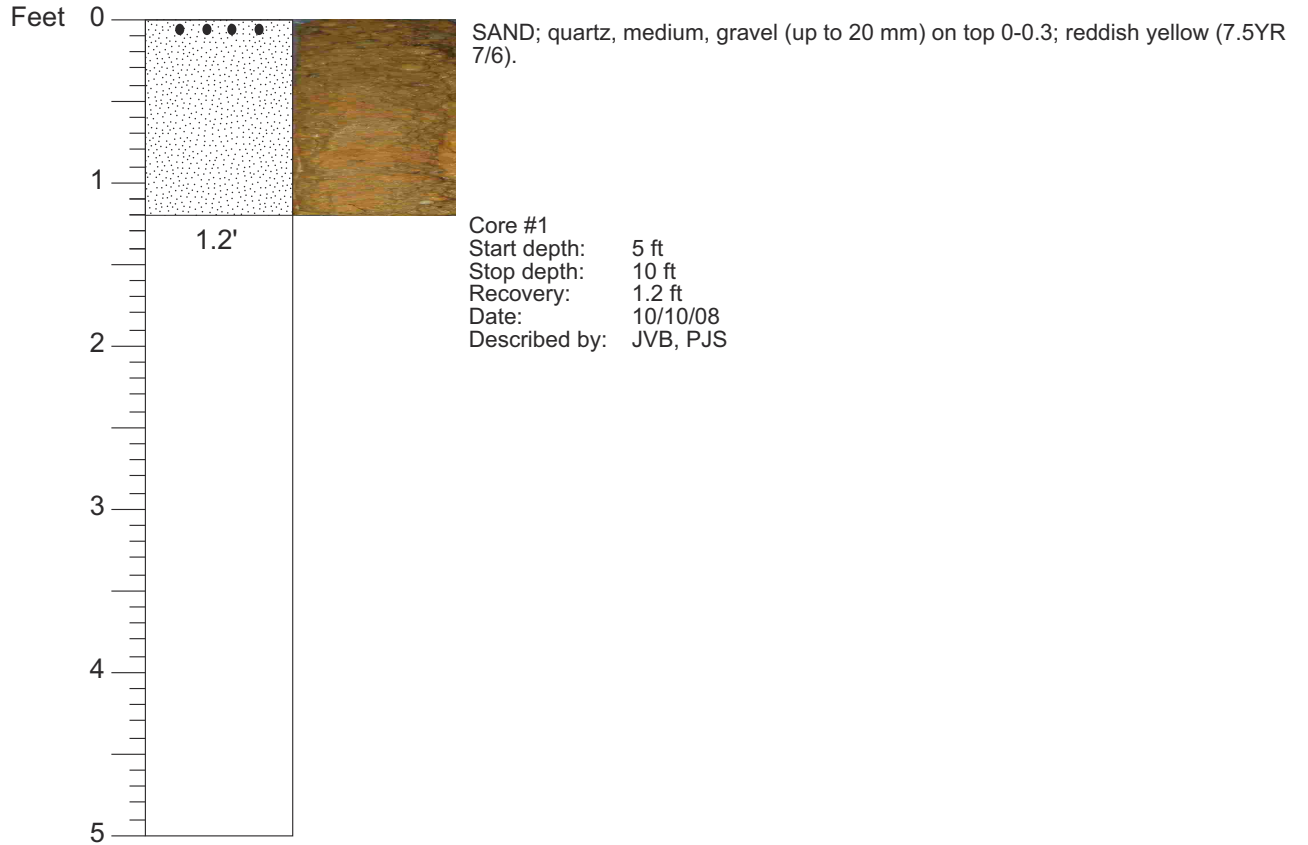 Feet 0
SAND; quartz, medium, gravel (up to 20 mm) on top 0-0.3; reddish yellow (7.5YR
7/6).
1
1.2'
Core #1
Start depth: 5 ft
Stop depth: 10 ft
Recovery: 1.2 ft
Date: 10/10/08
Described by: JVB, PJS
2
3
4
5